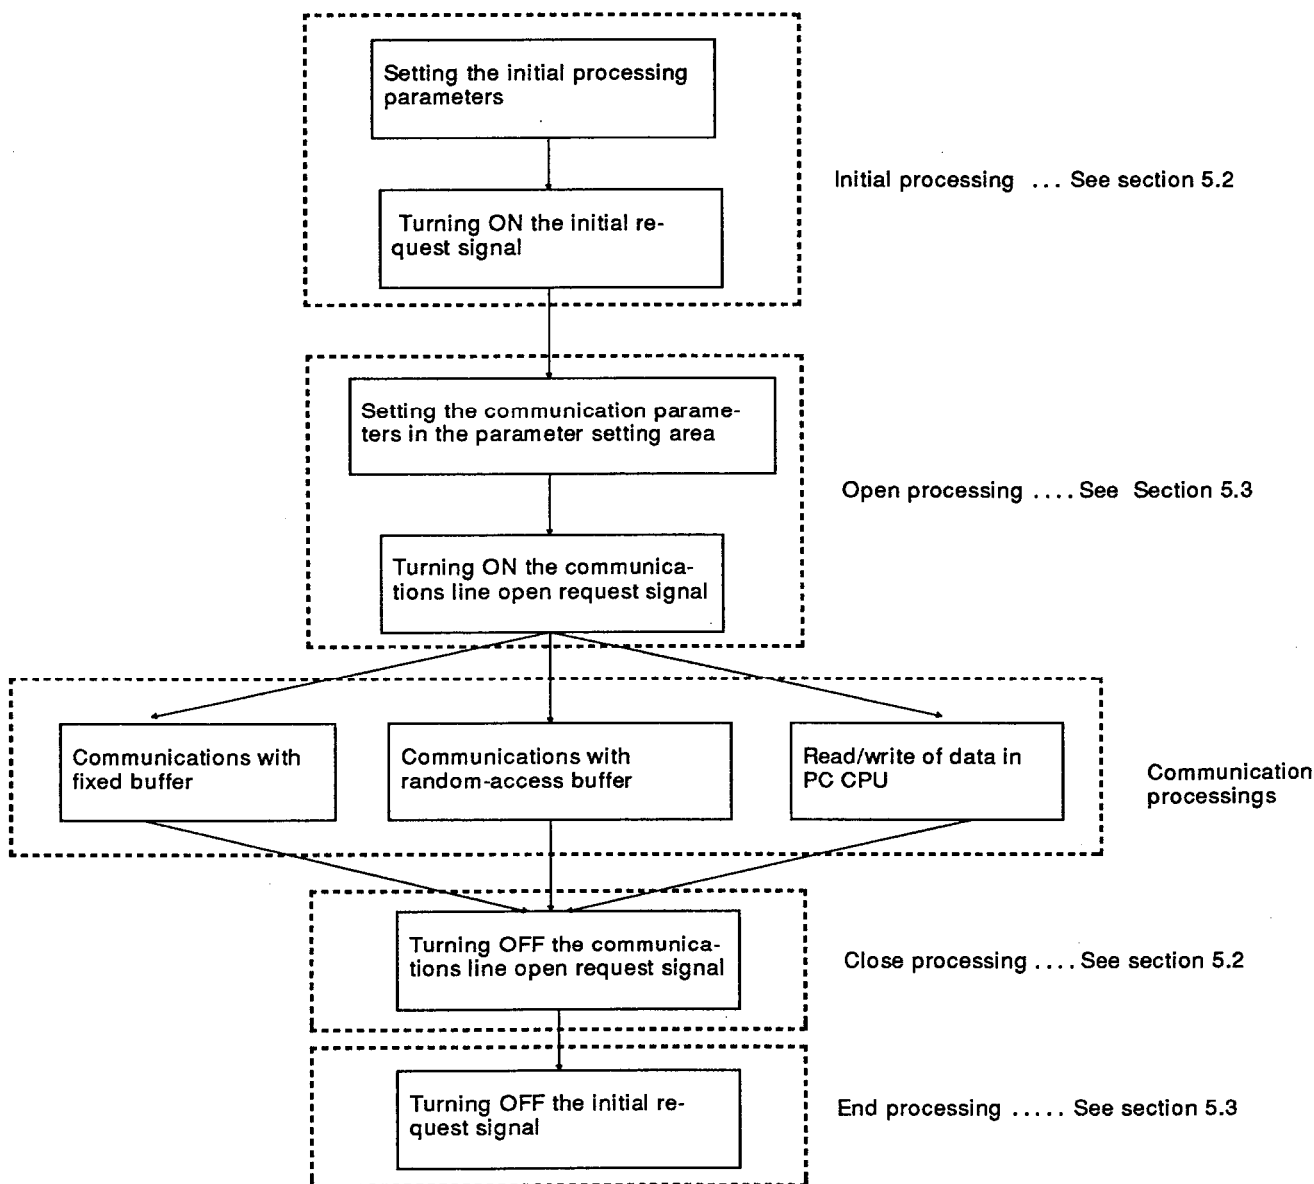 Setting the initial processing
parameters
Initial processing ... See section 5.2
Turning ON the initial re-
quest signal
Setting the communication parame-
ters in the parameter setting area
Open processing .... See Section 5.3
Turning ON the communica-
tions line open request signal
Communications with
fixed buffer
Communications with
random-access buffer
Read/write of data in
PC CPU
Communication
processings
Turning OFF the communica-
tions line open request signal
Close processing .... See section 5.2
Turning OFF the initial re-
quest signal
End processing ..... See section 5.3